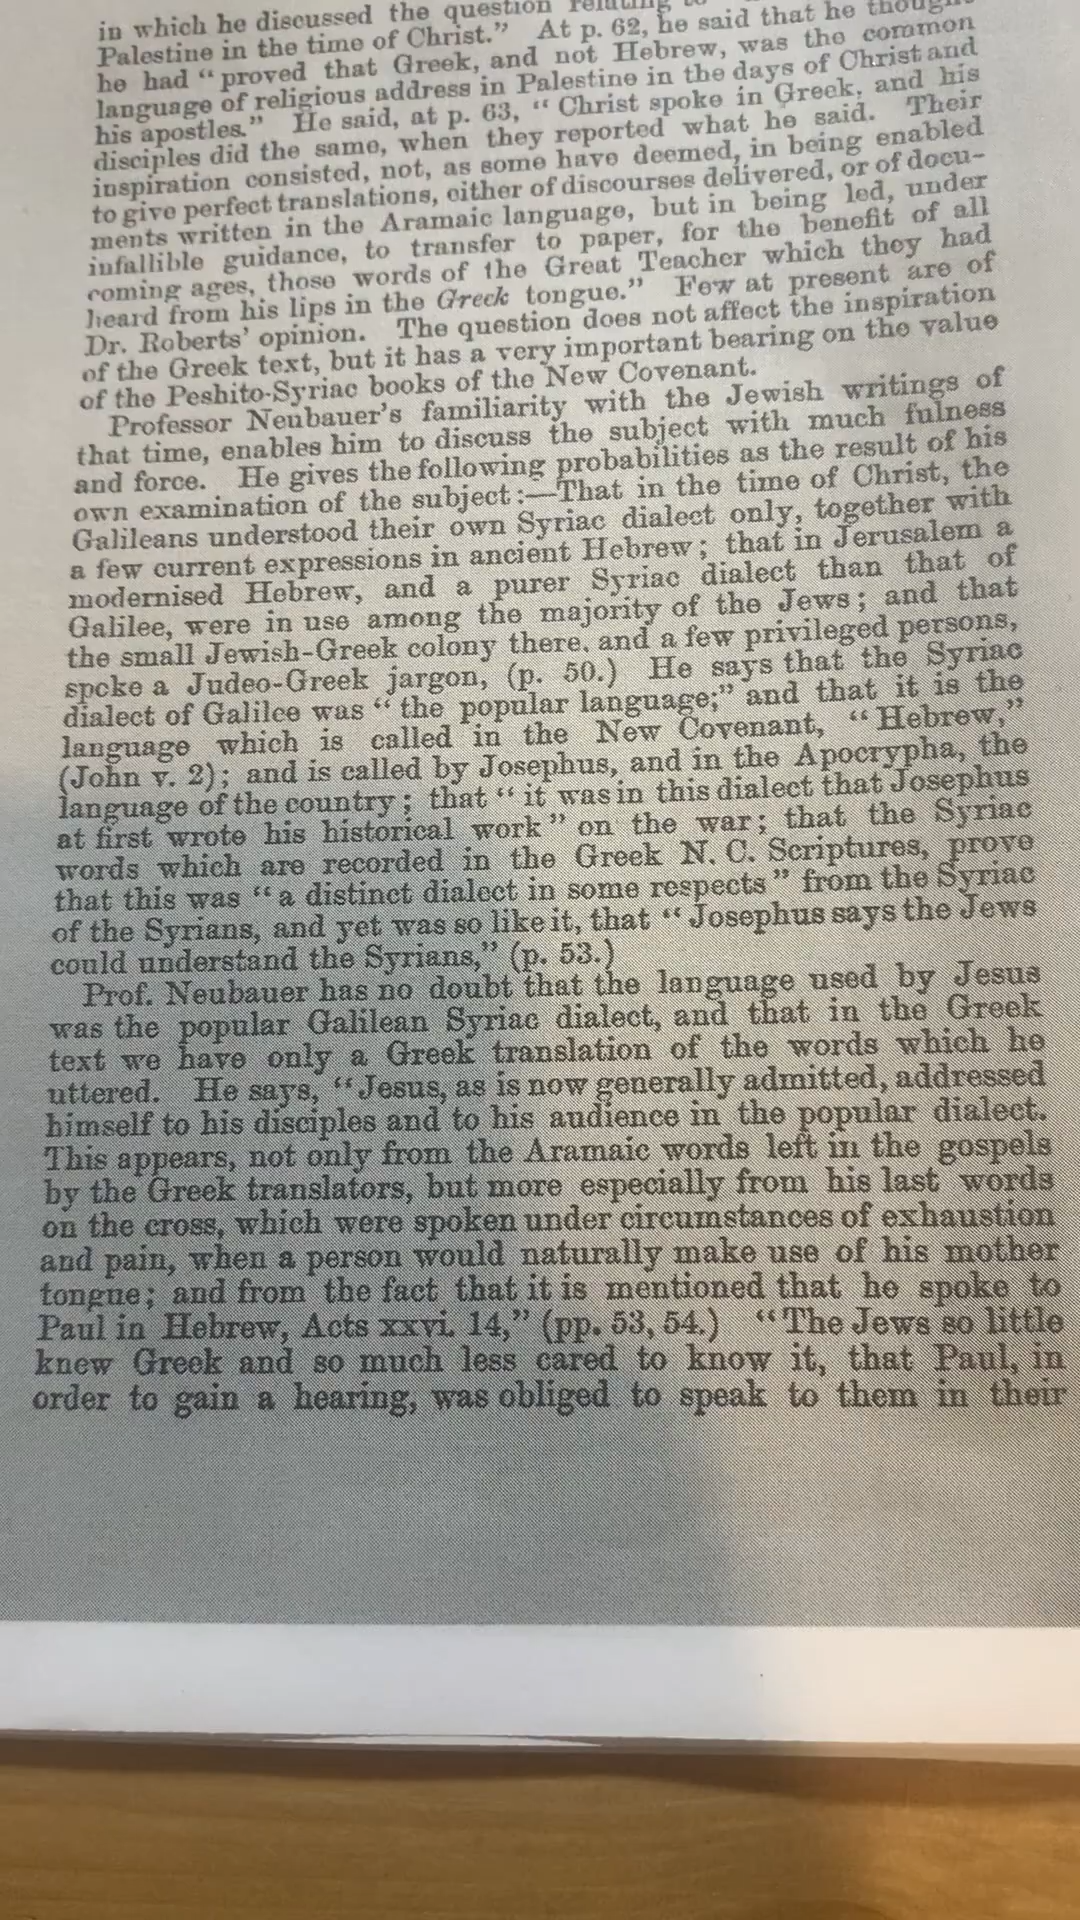 in which he discussed the question relating to
Palestine in the time of Christ.” At p. 62, he said that he thought
he had “proved that Greek, and not Hebrew, was the common
language of religious address in Palestine in the days of Christ and
his apostles.” He said, at p. 63, “Christ spoke in Greek, and his
disciples did the same, when they reported what he said. Their
inspiration consisted, not, as some have deemed, in being enabled
to give perfect translations, either of discourses delivered, or of docu-
ments written in the Aramaic language, but in being led, under
infallible guidance, to transfer to paper, for the benefit of all
coming ages, those words of the Great Teacher which they had
heard from his lips in the Greek tongue.” Few at present are of
Dr. Roberts’ opinion. The question does not affect the inspiration
of the Greek text, but it has a very important bearing on the value
of the Peshito-Syriac books of the New Covenant.
Professor Neubauer’s familiarity with the Jewish writings of
that time, enables him to discuss the subject with much fulness
and force. He gives the following probabilities as the result of his
own examination of the subject:—That in the time of Christ, the
Galileans understood their own Syriac dialect only, together with
a few current expressions in ancient Hebrew; that in Jerusalem a
modernised Hebrew, and a purer Syriac dialect than that of
Galilee, were in use among the majority of the Jews; and that
the small Jewish-Greek colony there, and a few privileged persons,
spoke a Judeo-Greek jargon, (p. 50.) He says that the Syriac
dialect of Galilee was “the popular language;” and that it is the
language which is called in the New Covenant, “Hebrew,”
(John v. 2); and is called by Josephus, and in the Apocrypha, the
language of the country; that “it was in this dialect that Josephus
at first wrote his historical work” on the war; that the Syriac
words which are recorded in the Greek N. C. Scriptures, prove
that this was “a distinct dialect in some respects” from the Syriac
of the Syrians, and yet was so like it, that “Josephus says the Jews
could understand the Syrians,” (p. 53.)
Prof. Neubauer has no doubt that the language used by Jesus
was the popular Galilean Syriac dialect, and that in the Greek
text we have only a Greek translation of the words which he
uttered. He says, “Jesus, as is now generally admitted, addressed
himself to his disciples and to his audience in the popular dialect.
This appears, not only from the Aramaic words left in the gospels
by the Greek translators, but more especially from his last words
on the cross, which were spoken under circumstances of exhaustion
and pain, when a person would naturally make use of his mother
tongue; and from the fact that it is mentioned that he spoke to
Paul in Hebrew, Acts xxvi. 14,” (pp. 53, 54.) “The Jews so little
knew Greek and so much less cared to know it, that Paul, in
order to gain a hearing, was obliged to speak to them in their